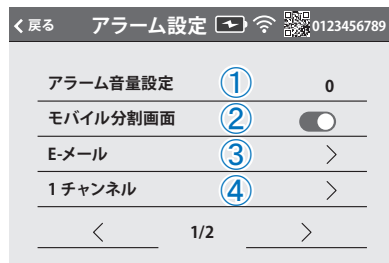 戻る アラーム設定 0123456789
アラーム音量設定 ① 0
モバイル分割画面 ②
E-メール ③
1 チャンネル ④
1/2